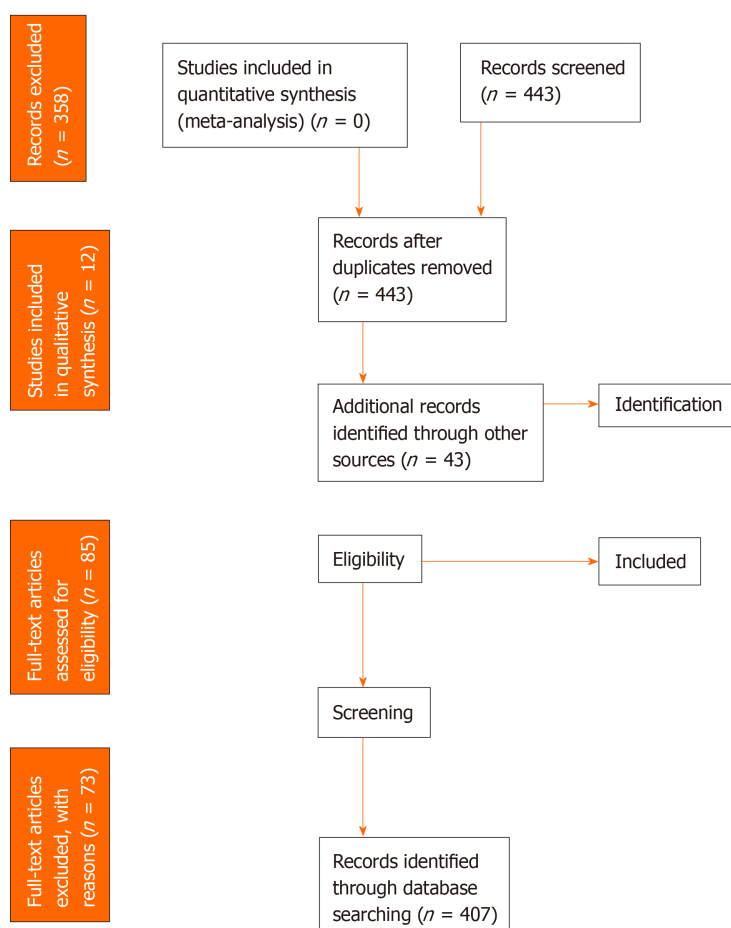 Records excluded
(n = 358)
Studies included in
quantitative synthesis
(meta-analysis) (n = 0)
Records screened
(n = 443)
Records after
duplicates removed
(n = 443)
Studies included
in qualitative
synthesis (n = 12)
Additional records
identified through other
sources (n = 43)
Identification
Full-text articles
assessed for
eligibility (n = 85)
Eligibility
Included
Screening
Full-text articles
excluded, with
reasons (n = 73)
Records identified
through database
searching (n = 407)